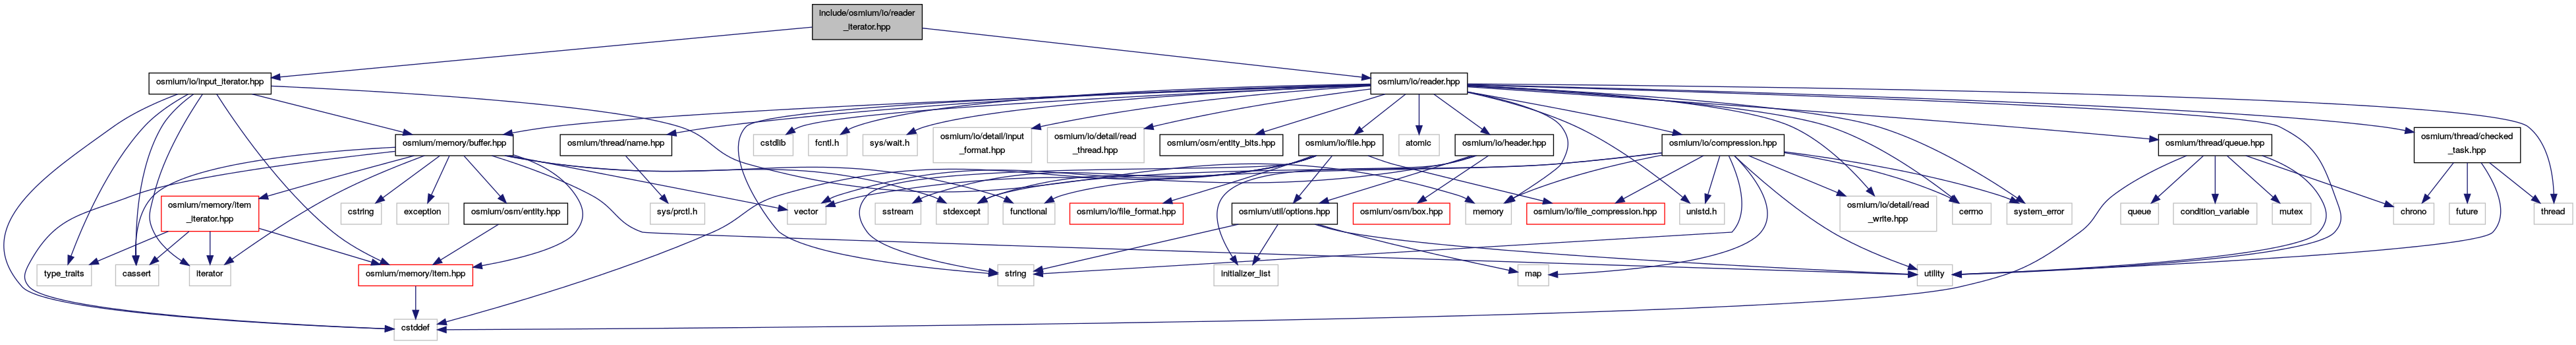 include/osmium/io/reader
_iterator.hpp
osmium/io/input_iterator.hpp
osmium/io/reader.hpp
osmium/memory/buffer.hpp
osmium/thread/name.hpp
cstdlib
fcntl.h
sys/wait.h
osmium/io/detail/input
_format.hpp
osmium/io/detail/read
_thread.hpp
osmium/osm/entity_bits.hpp
osmium/io/file.hpp
atomic
osmium/io/header.hpp
osmium/io/compression.hpp
osmium/thread/queue.hpp
osmium/thread/checked
_task.hpp
osmium/memory/item
_iterator.hpp
cstring
exception
osmium/osm/entity.hpp
sys/prctl.h
vector
sstream
stdexcept
functional
osmium/io/file_format.hpp
osmium/util/options.hpp
osmium/osm/box.hpp
memory
osmium/io/file_compression.hpp
unistd.h
osmium/io/detail/read
_write.hpp
cerrno
system_error
queue
condition_variable
mutex
chrono
future
thread
type_traits
cassert
iterator
osmium/memory/item.hpp
string
initializer_list
map
utility
cstddef